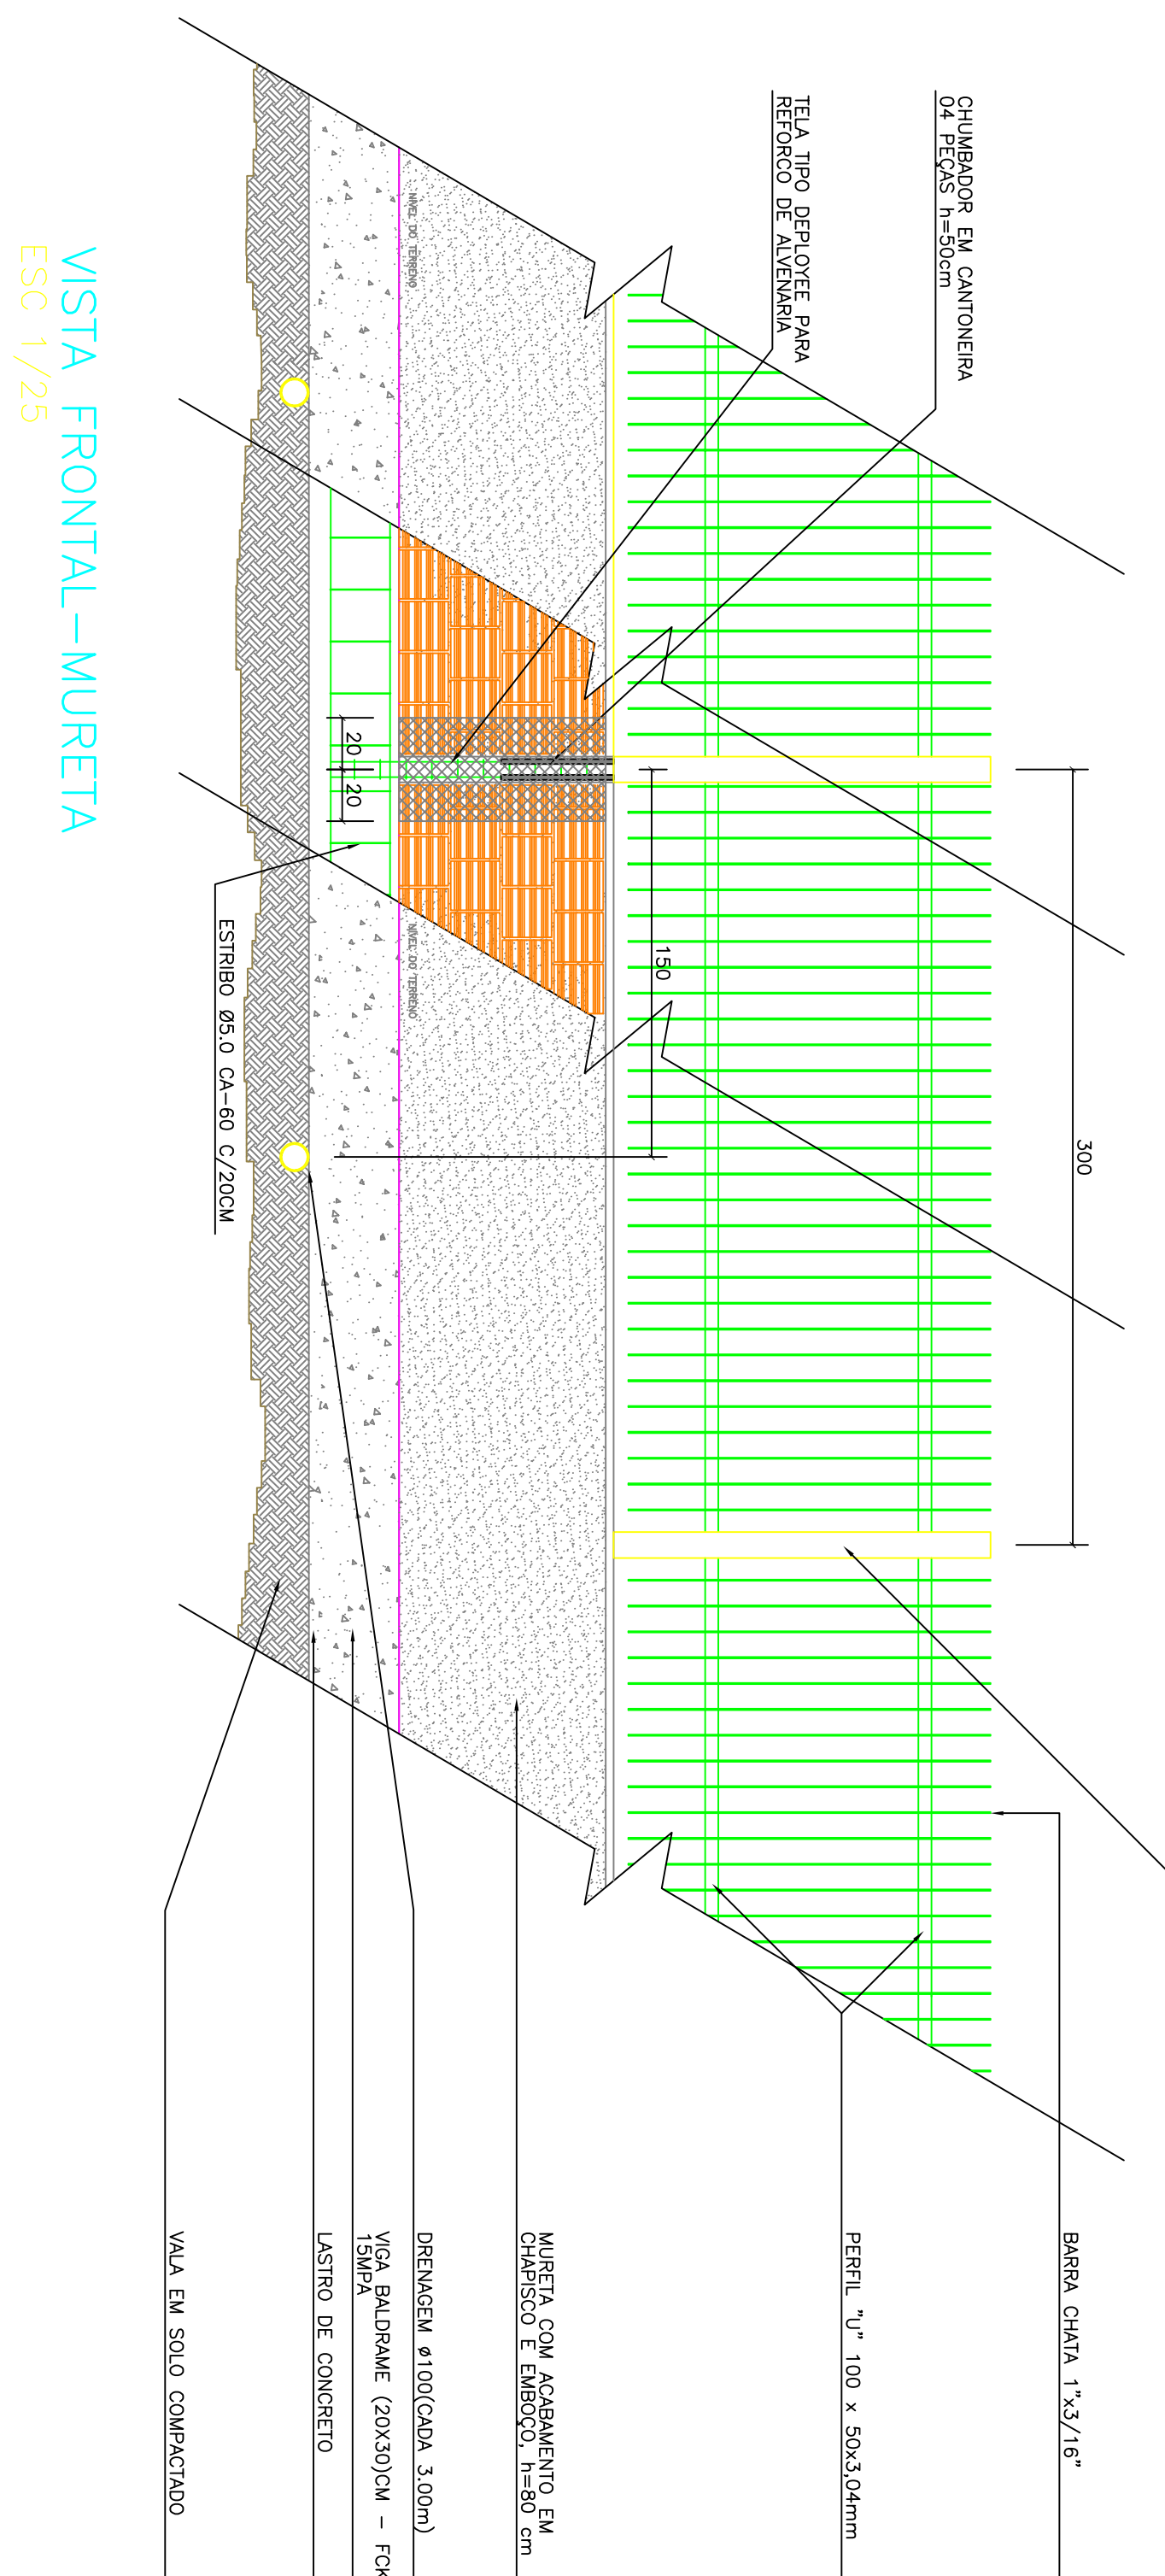 CHUMBADOR EM CANTONEIRA
04 PEÇAS h=50cm
TELA TIPO DEPLOYEE PARA
REFORCO DE ALVENARIA
NIVEL DO TERRENO
NIVEL DO TERRENO
300
150
20
20
ESTRIBO Ø5.0 CA-60 C/20CM
BARRA CHATA 1"x3/16"
PERFIL "U" 100 x 50x3,04mm
MURETA COM ACABAMENTO EM
CHAPISCO E EMBOÇO, h=80 cm
DRENAGEM Ø100(CADA 3.00m)
VIGA BALDRAME (20X30)CM - FCK
15MPA
LASTRO DE CONCRETO
VALA EM SOLO COMPACTADO
VISTA FRONTAL-MURETA
ESC 1/25